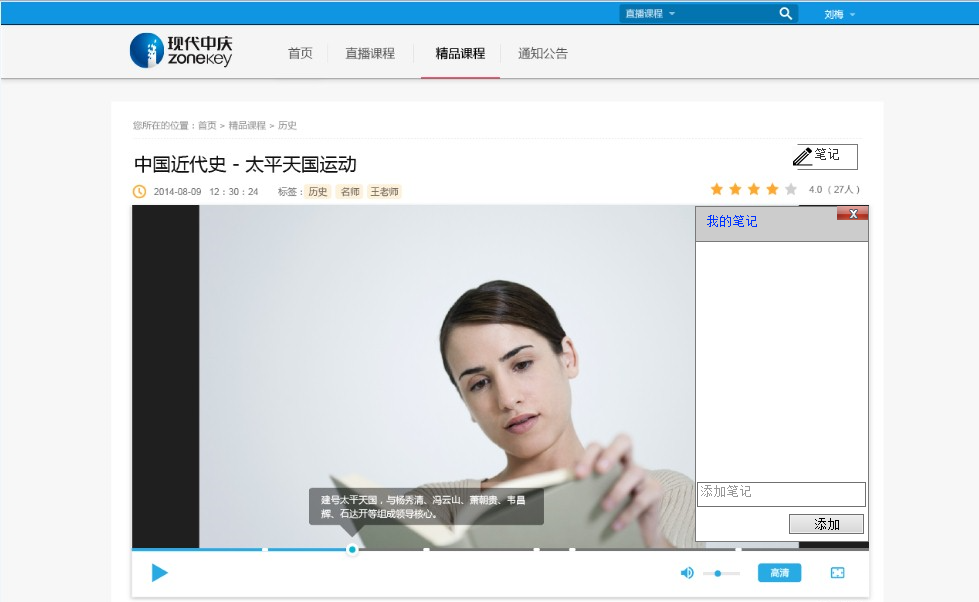 直播课程
刘梅
现代中庆
zonekey
首页
直播课程
精品课程
通知公告
您所在的位置：首页 > 精品课程 > 历史
中国近代史 - 太平天国运动
笔记
2014-08-09 12：30：24 标签： 历史 名师 王老师
4.0（27人）
我的笔记
X
建号太平天国，与杨秀清、冯云山、萧朝贵、韦昌
辉、石达开等组成领导核心。
添加笔记
添加
高清